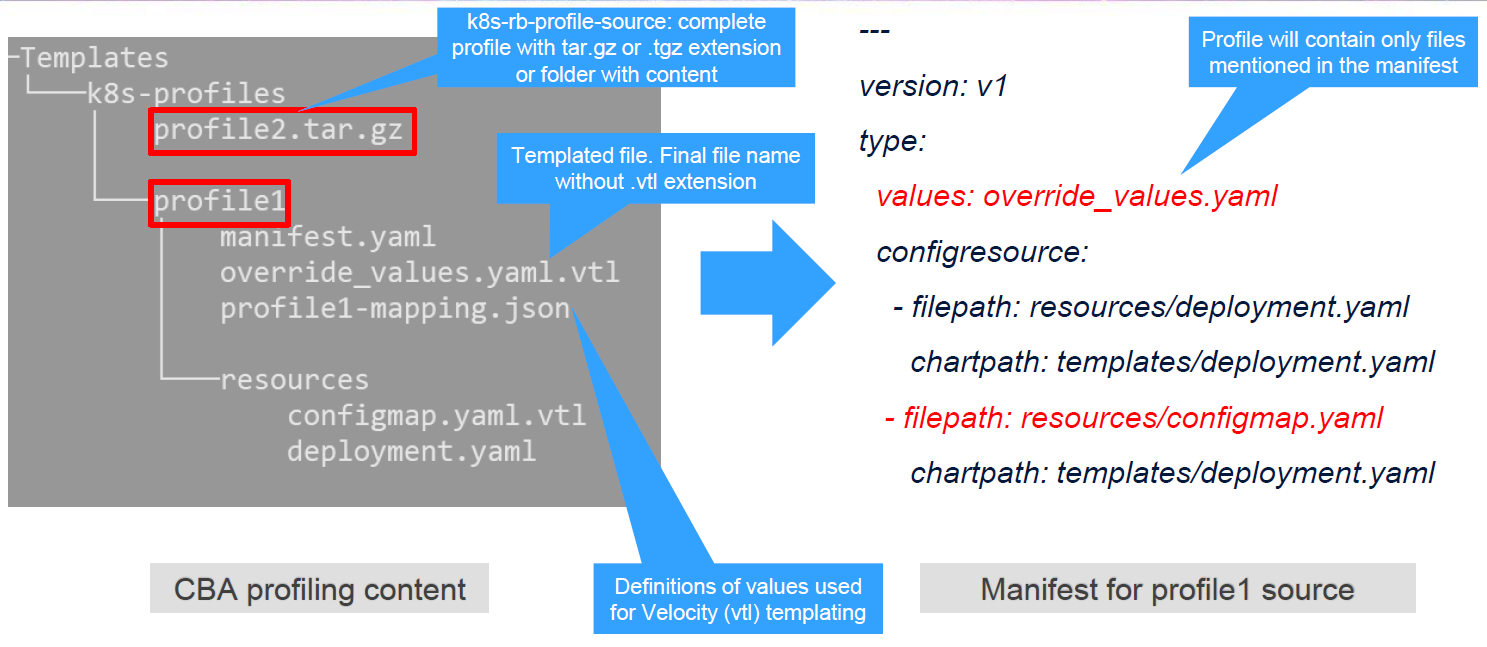 k8s-rb-profile-source: complete
profile with tar.gz or .tgz extension
or folder with content
Templates
k8s-profiles
profile2.tar.gz
profile1
manifest.yaml
override_values.yaml.vtl
profile1-mapping.json
resources
configmap.yaml.vtl
deployment.yaml
Templated file. Final file name
without .vtl extension
Definitions of values used
for Velocity (vtl) templating
CBA profiling content
---
version: v1
type:
values: override_values.yaml
configresource:
- filepath: resources/deployment.yaml
chartpath: templates/deployment.yaml
- filepath: resources/configmap.yaml
chartpath: templates/deployment.yaml
Profile will contain only files
mentioned in the manifest
Manifest for profile1 source